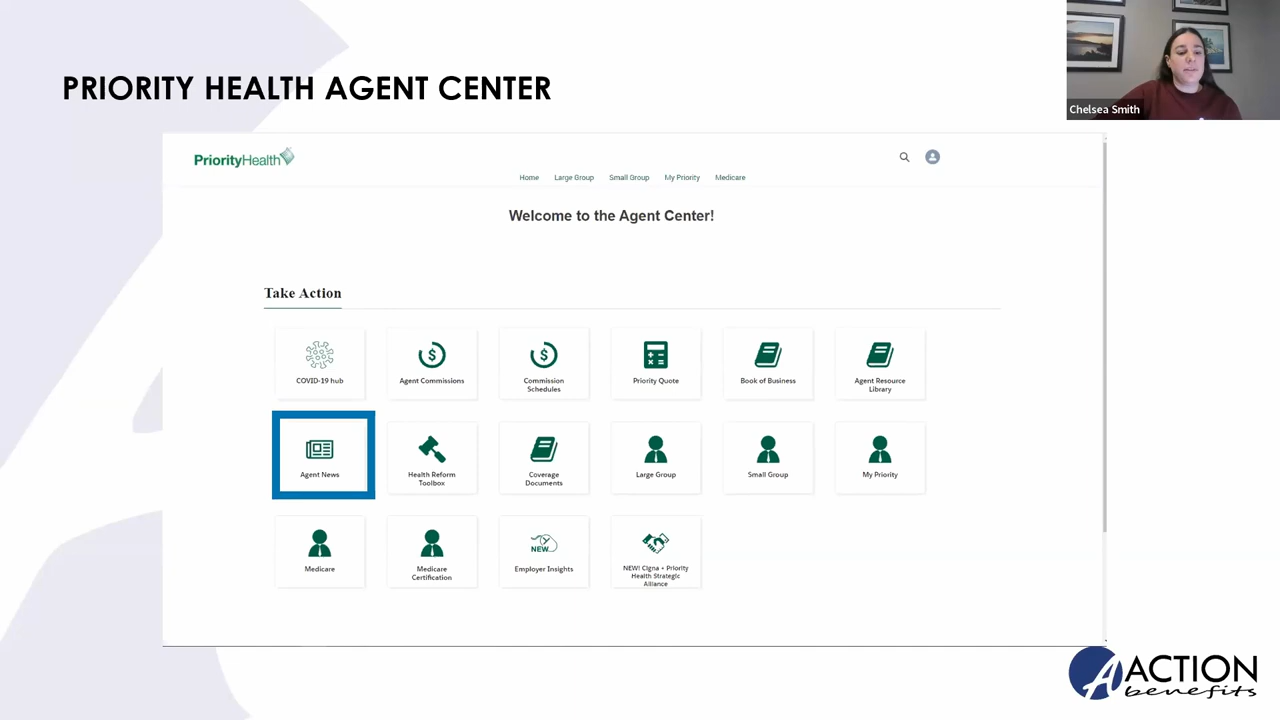 PRIORITY HEALTH AGENT CENTER
Chelsea Smith
PriorityHealth
Home Large Group Small Group My Priority Medicare
Welcome to the Agent Center!
Take Action
COVID-19 hub
Agent Commissions
Commission
Schedules
Priority Quote
Book of Business
Agent Resource
Library
Agent News
Health Reform
Toolbox
Coverage
Documents
Large Group
Small Group
My Priority
Medicare
Medicare
Certification
NEW
Employer Insights
NEW! Cigna + Priority
Health Strategic
Alliance
A ACTION
benefits